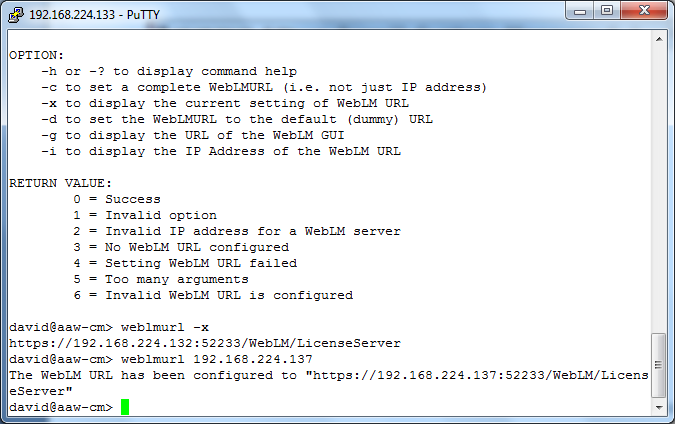 192.168.224.133 - PuTTY
OPTION:
    -h or -? to display command help
    -c to set a complete WebLMURL (i.e. not just IP address)
    -x to display the current setting of WebLM URL
    -d to set the WebLMURL to the default (dummy) URL
    -g to display the URL of the WebLM GUI
    -i to display the IP Address of the WebLM URL
RETURN VALUE:
        0 = Success
        1 = Invalid option
        2 = Invalid IP address for a WebLM server
        3 = No WebLM URL configured
        4 = Setting WebLM URL failed
        5 = Too many arguments
        6 = Invalid WebLM URL is configured
david@aaw-cm> weblmurl -x
https://192.168.224.132:52233/WebLM/LicenseServer
david@aaw-cm> weblmurl 192.168.224.137
The WebLM URL has been configured to "https://192.168.224.137:52233/WebLM/Licens
eServer"
david@aaw-cm>